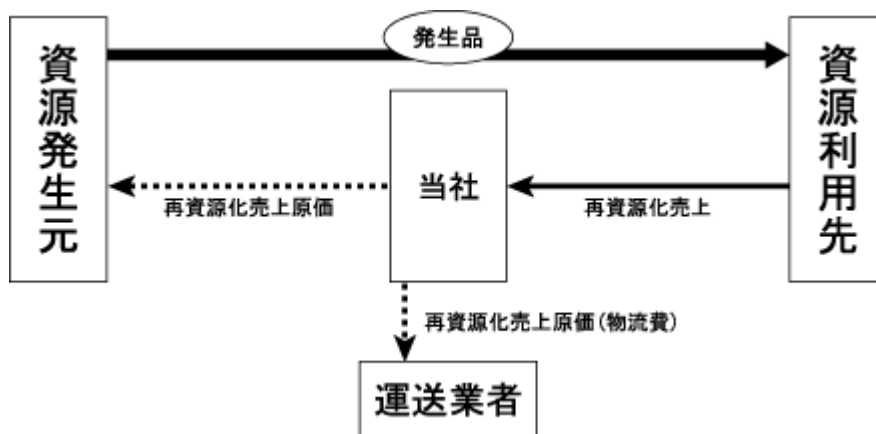 発生品
資源発生元
当社
資源利用先
再資源化売上原価
再資源化売上
再資源化売上原価(物流費)
運送業者